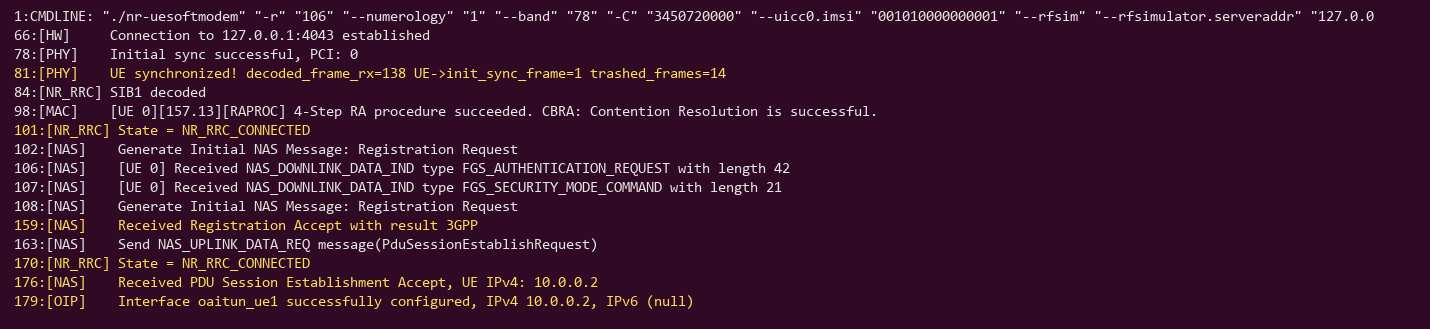 1:CMDLINE: "./nr-uesoftmodem" "-r" "106" "--numerology" "1" "--band" "78" "-C" "3450720000" "--uicc0.imsi" "001010000000001" "--rfsim" "--rfsimulator.serveraddr" "127.0.0
66:[HW] Connection to 127.0.0.1:4043 established
78:[PHY] Initial sync successful, PCI: 0
81:[PHY] UE synchronized! decoded_frame_rx=138 UE->init_sync_frame=1 trashed_frames=14
84:[NR_RRC] SIB1 decoded
98:[MAC] [UE 0][157.13][RAPROC] 4-Step RA procedure succeeded. CBRA: Contention Resolution is successful.
101:[NR_RRC] State = NR_RRC_CONNECTED
102:[NAS] Generate Initial NAS Message: Registration Request
106:[NAS] [UE 0] Received NAS_DOWNLINK_DATA_IND type FGS_AUTHENTICATION_REQUEST with length 42
107:[NAS] [UE 0] Received NAS_DOWNLINK_DATA_IND type FGS_SECURITY_MODE_COMMAND with length 21
108:[NAS] Generate Initial NAS Message: Registration Request
159:[NAS] Received Registration Accept with result 3GPP
163:[NAS] Send NAS_UPLINK_DATA_REQ message(PduSessionEstablishRequest)
170:[NR_RRC] State = NR_RRC_CONNECTED
176:[NAS] Received PDU Session Establishment Accept, UE IPv4: 10.0.0.2
179:[OIP] Interface oaitun_ue1 successfully configured, IPv4 10.0.0.2, IPv6 (null)